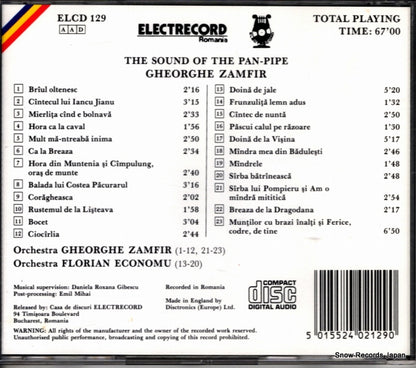 ELCD 129
AAD
ELECTRECORD
Romania
TOTAL PLAYING
TIME: 67'00
THE SOUND OF THE PAN-PIPE
GHEORGHE ZAMFIR
1 Brîul oltenesc 2'16
2 Cîntecul lui Iancu Jianu 3'15
3 Mierlița cînd e bolnavă 2'33
4 Hora ca la caval 1'56
5 Mult mă-ntreabă inima 2'50
6 Ca la Breaza 2'54
7 Hora din Muntenia și Cîmpulung,
oraș de munte 2'40
8 Balada lui Costea Păcurarul 3'16
9 Corăgheasca 2'02
10 Rustemul de la Lișteava 1'58
11 Bocet 3'04
12 Ciocîrlia 2'44
13 Doină de jale 5'20
14 Frunzuliță lemn adus 1'32
15 Cîntec de nuntă 2'50
16 Păscui calul pe răzoare 1'30
17 Doină de la Vișina 5'17
18 Mîndra mea din Bădulești 2'46
19 Mîndrele 1'48
20 Sîrba bătrînească 2'48
21 Sîrba lui Pompieru și Am o
mîndră mititică 2'54
22 Breaza de la Dragodana 2'17
23 Munților cu brazi înalți și Ferice,
codre, de tine 6'50
Orchestra GHEORGHE ZAMFIR (1-12, 21-23)
Orchestra FLORIAN ECONOMU (13-20)
Musical supervision: Daniela Roxana Gibescu
Post-processing: Emil Mihai
Released by: Casa de discuri ELECTRECORD
94 Timișoara Boulevard
Bucharest, Romania
Recorded in Romania
Made in England by
Disctronics (Europe) Ltd.
COMPACT
disc
DIGITAL AUDIO
WARNING: All rights of the manufacturer and the owner of the recorded work reserved.
Unauthorised public performance, broadcasting and copying of this record prohibited.
5 015524 021290
Snow-Records.Japan